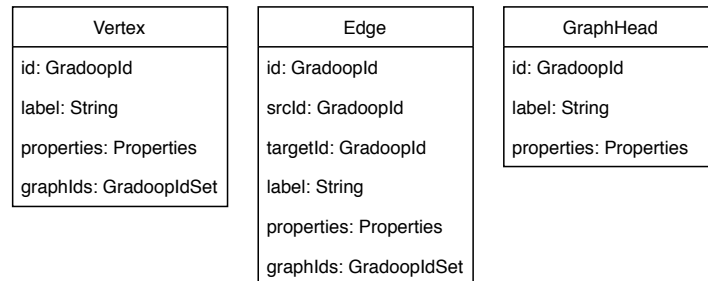 Vertex
id: GradoopId
label: String
properties: Properties
graphIds: GradoopIdSet
Edge
id: GradoopId
srcId: GradoopId
targetId: GradoopId
label: String
properties: Properties
graphIds: GradoopIdSet
GraphHead
id: GradoopId
label: String
properties: Properties